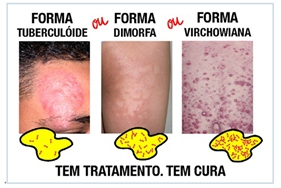 FORMA ou FORMA ou FORMA
TUBERCULÓIDE DIMORFA VIRCHOWIANA
TEM TRATAMENTO. TEM CURA